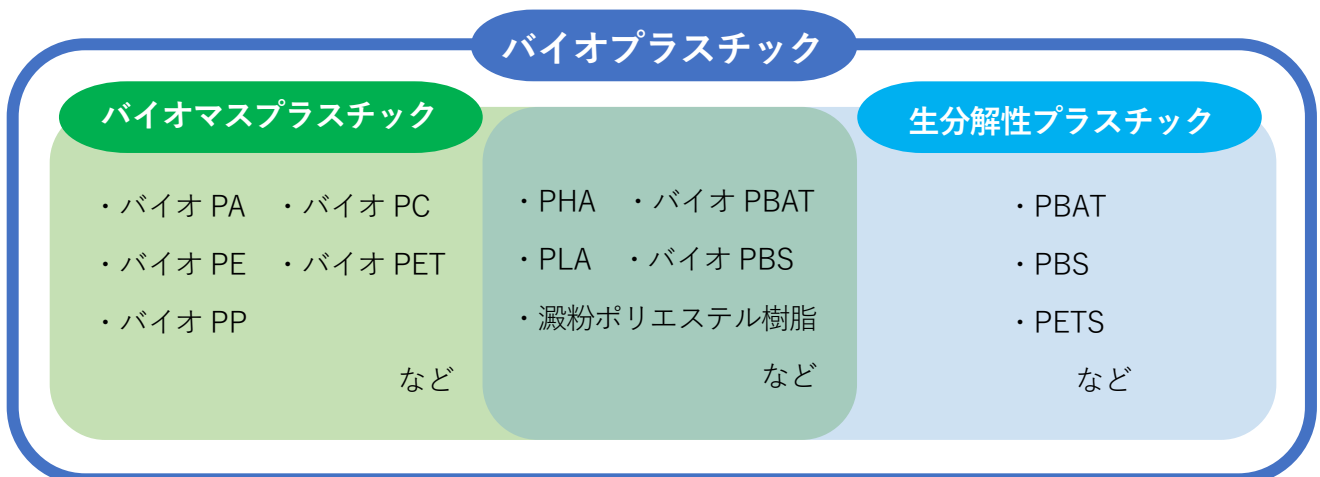 バイオプラスチック
バイオマスプラスチック
・バイオ PA ・バイオ PC
・バイオ PE ・バイオ PET
・バイオ PP
など
・PHA ・バイオ PBAT
・PLA ・バイオ PBS
・澱粉ポリエステル樹脂
など
生分解性プラスチック
・PBAT
・PBS
・PETS
など